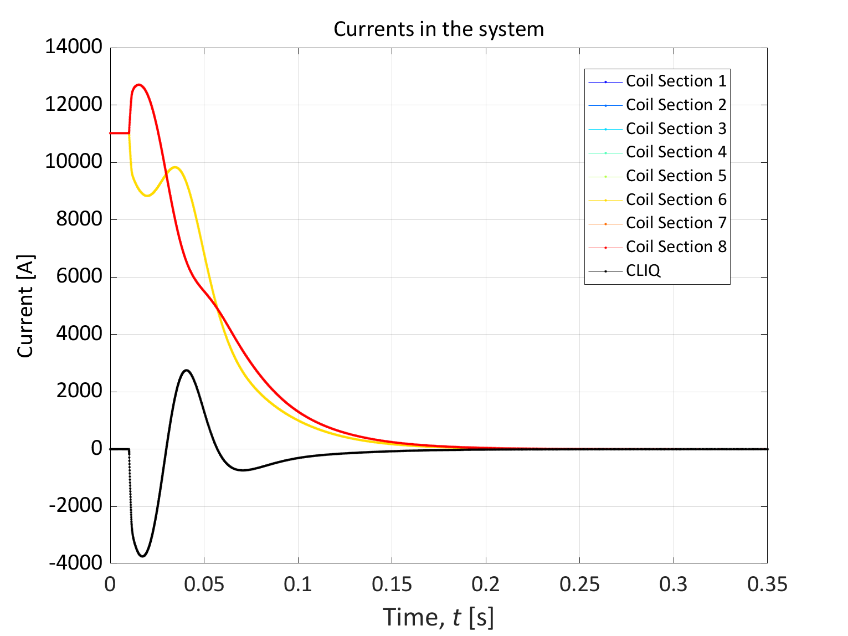 Currents in the system
14000
12000
10000
8000
6000
4000
2000
0
-2000
-4000
Current [A]
Coil Section 1
Coil Section 2
Coil Section 3
Coil Section 4
Coil Section 5
Coil Section 6
Coil Section 7
Coil Section 8
CLIQ
0 0.05 0.1 0.15 0.2 0.25 0.3 0.35
Time, t [s]